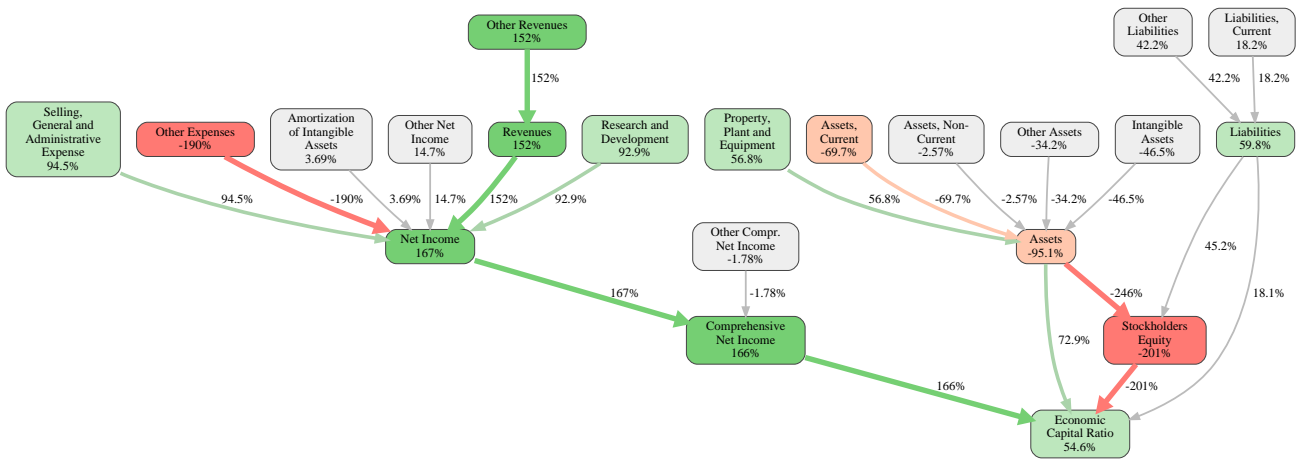 Other Revenues
152%
Other
Liabilities
42.2%
Liabilities,
Current
18.2%
152%
42.2%
18.2%
Selling,
General and
Administrative
Expense
94.5%
Other Expenses
-190%
Amortization
of Intangible
Assets
3.69%
Other Net
Income
14.7%
Revenues
152%
Research and
Development
92.9%
Property,
Plant and
Equipment
56.8%
Assets,
Current
-69.7%
Assets, Non-
Current
-2.57%
Other Assets
-34.2%
Intangible
Assets
-46.5%
Liabilities
59.8%
94.5%
-190%
3.69%
14.7%
152%
92.9%
56.8%
-69.7%
-2.57%
-34.2%
-46.5%
Net Income
167%
Other Compr.
Net Income
-1.78%
Assets
-95.1%
45.2%
167%
-1.78%
-246%
18.1%
Comprehensive
Net Income
166%
72.9%
Stockholders
Equity
-201%
166%
-201%
Economic
Capital Ratio
54.6%